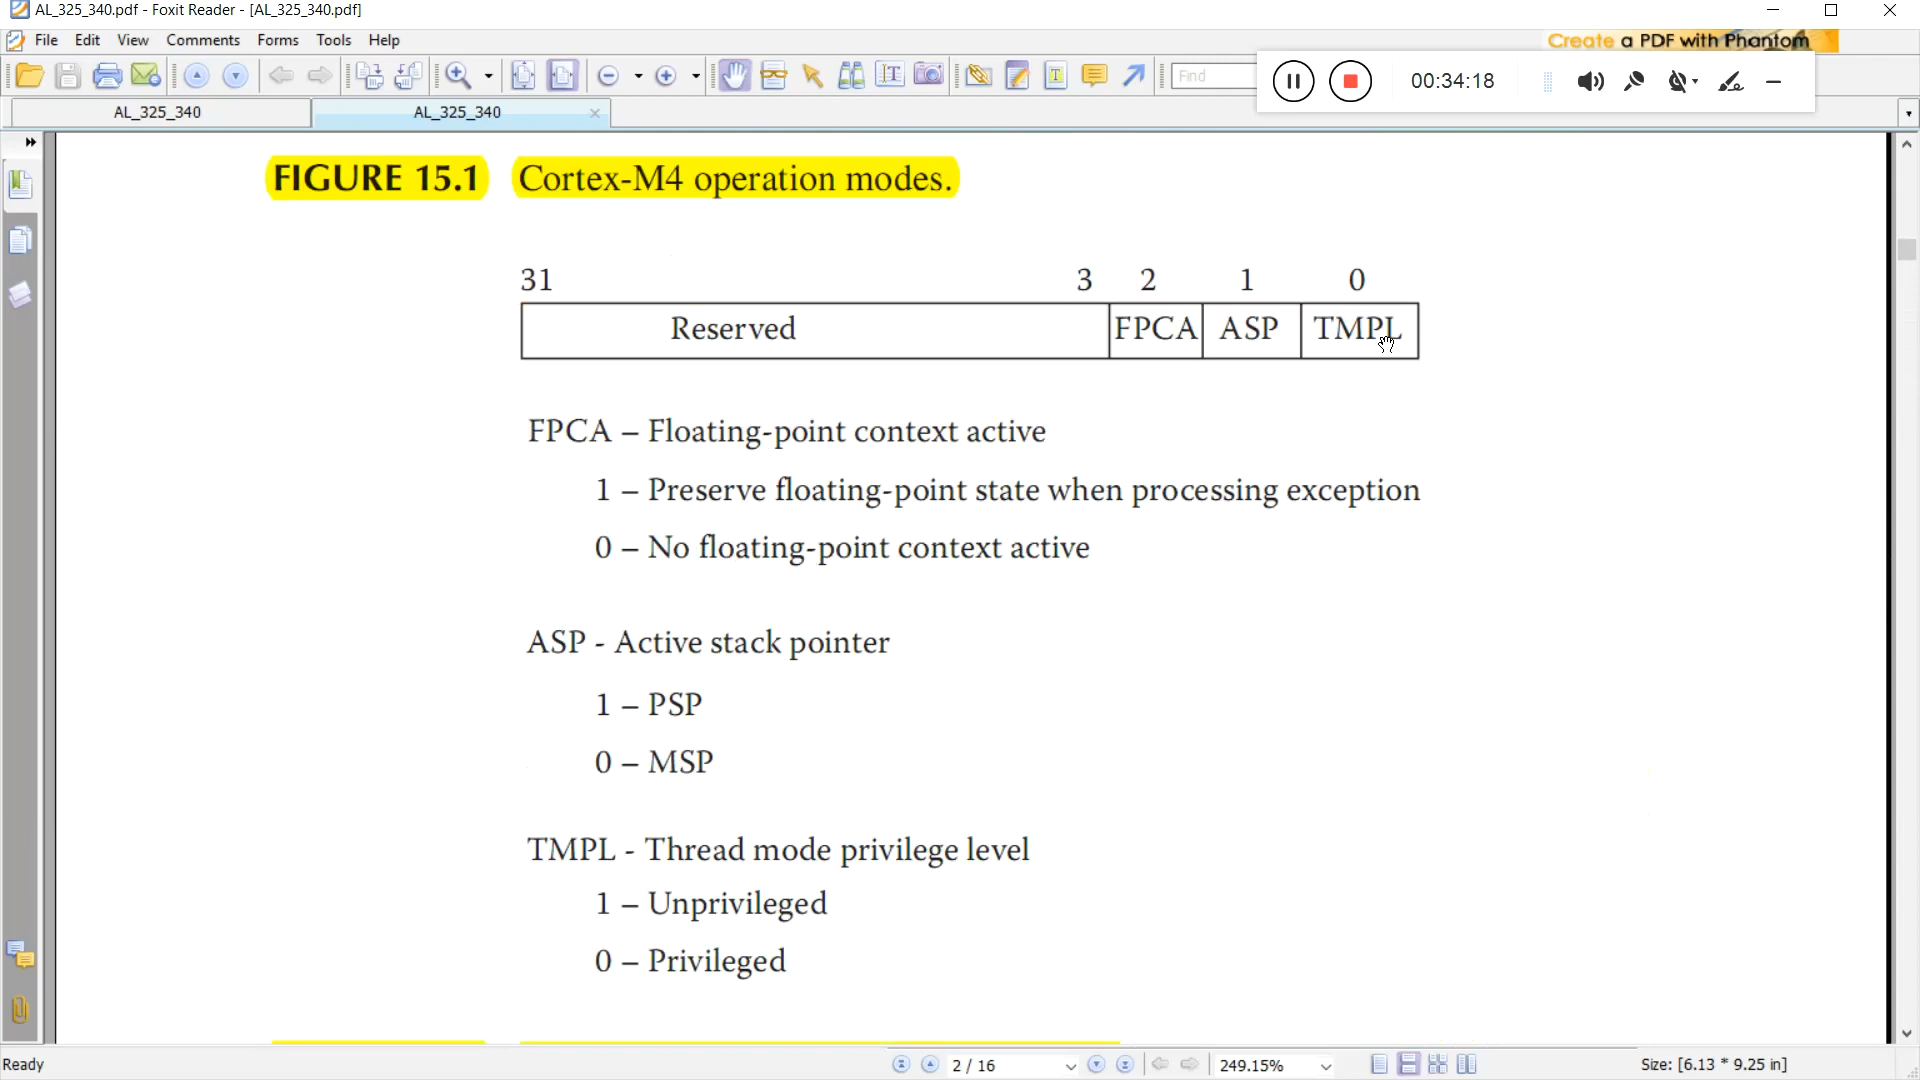 AL_325_340.pdf - Foxit Reader - [AL_325_340.pdf]
File Edit View Comments Forms Tools Help
Create a PDF with Phantom
Find
00:34:18
AL_325_340 AL_325_340
FIGURE 15.1 Cortex-M4 operation modes.
31 3 2 1 0
Reserved FPCA ASP TMPL
FPCA – Floating-point context active
1 – Preserve floating-point state when processing exception
0 – No floating-point context active
ASP - Active stack pointer
1 – PSP
0 – MSP
TMPL - Thread mode privilege level
1 – Unprivileged
0 – Privileged
Ready 2 / 16 249.15% Size: [6.13 * 9.25 in]